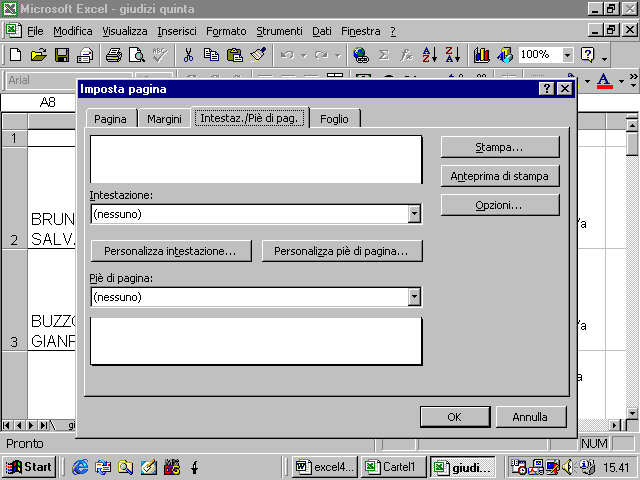 Microsoft Excel - giudizi quinta
File Modifica Visualizza Inserisci Formato Strumenti Dati Finestra ?
100%
Arial
A8
Imposta pagina
Pagina Margini Intestaz./Piè di pag. Foglio
Stampa...
Anteprima di stampa
Opzioni...
Intestazione:
(nessuno)
Personalizza intestazione... Personalizza piè di pagina...
Piè di pagina:
(nessuno)
OK Annulla
1
2
BRUN
SALV
3
BUZZ
GIANF
Pronto
NUM
Start
excel4...
Cartel1
giudi...
15.41